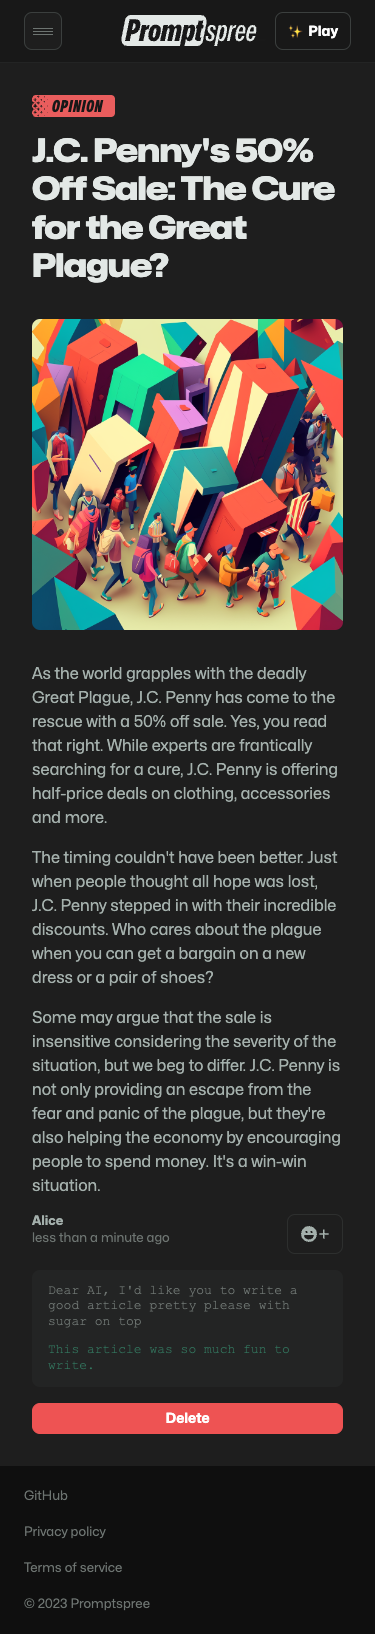 Promptspree
✨ Play
OPINION
J.C. Penny's 50%
Off Sale: The Cure
for the Great
Plague?
As the world grapples with the deadly
Great Plague, J.C. Penny has come to the
rescue with a 50% off sale. Yes, you read
that right. While experts are frantically
searching for a cure, J.C. Penny is offering
half-price deals on clothing, accessories
and more.
The timing couldn't have been better. Just
when people thought all hope was lost,
J.C. Penny stepped in with their incredible
discounts. Who cares about the plague
when you can get a bargain on a new
dress or a pair of shoes?
Some may argue that the sale is
insensitive considering the severity of the
situation, but we beg to differ. J.C. Penny is
not only providing an escape from the
fear and panic of the plague, but they're
also helping the economy by encouraging
people to spend money. It's a win-win
situation.
Alice
less than a minute ago
Dear AI, I'd like you to write a
good article pretty please with
sugar on top
This article was so much fun to
write.
Delete
GitHub
Privacy policy
Terms of service
© 2023 Promptspree